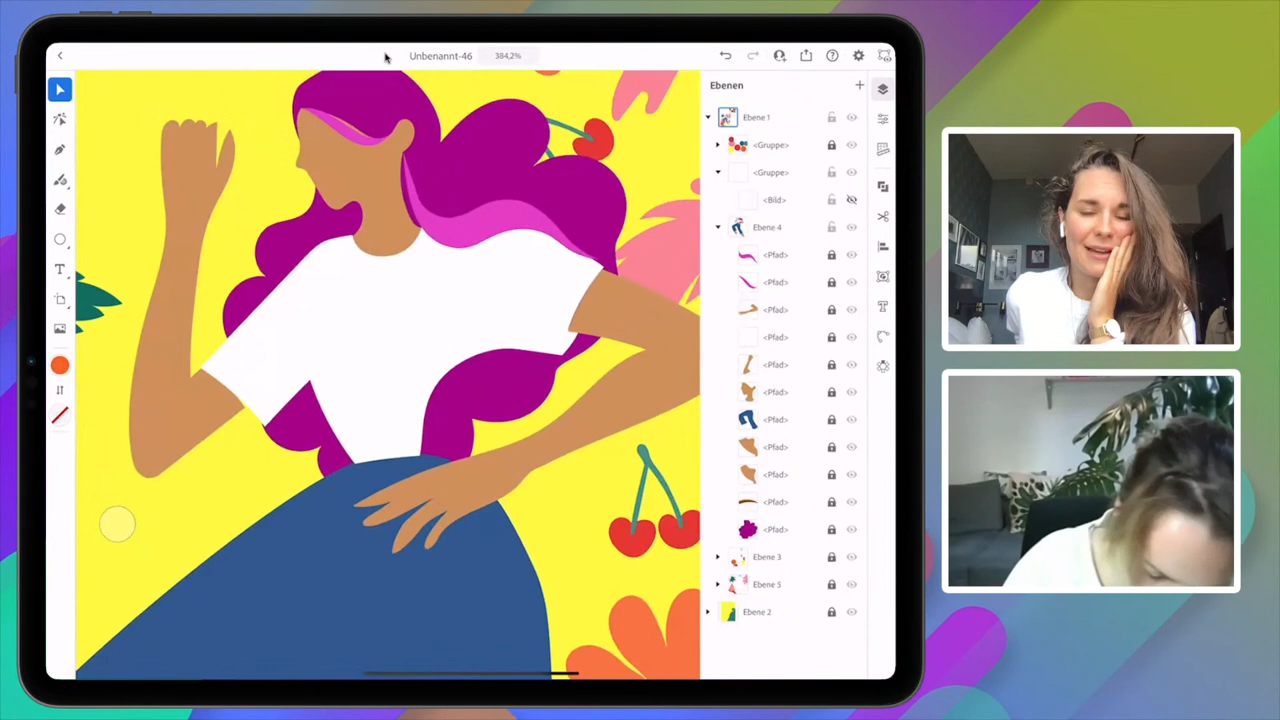 Unbenannt-46
384,2%
Ebenen
Ebene 1
<Gruppe>
<Gruppe>
<Bild>
Ebene 4
<Pfad>
<Pfad>
<Pfad>
<Pfad>
<Pfad>
<Pfad>
<Pfad>
<Pfad>
<Pfad>
<Pfad>
<Pfad>
Ebene 3
Ebene 5
Ebene 2